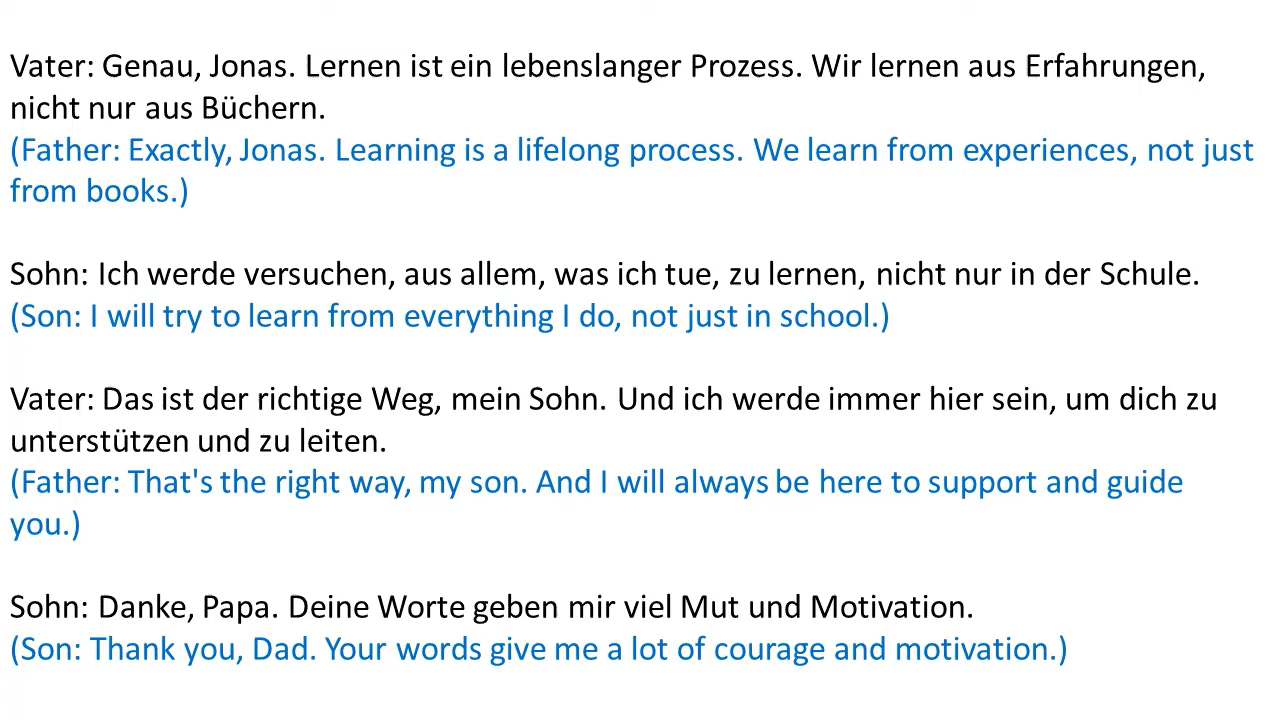 Vater: Genau, Jonas. Lernen ist ein lebenslanger Prozess. Wir lernen aus Erfahrungen,
nicht nur aus Büchern.
(Father: Exactly, Jonas. Learning is a lifelong process. We learn from experiences, not just
from books.)
Sohn: Ich werde versuchen, aus allem, was ich tue, zu lernen, nicht nur in der Schule.
(Son: I will try to learn from everything I do, not just in school.)
Vater: Das ist der richtige Weg, mein Sohn. Und ich werde immer hier sein, um dich zu
unterstützen und zu leiten.
(Father: That's the right way, my son. And I will always be here to support and guide
you.)
Sohn: Danke, Papa. Deine Worte geben mir viel Mut und Motivation.
(Son: Thank you, Dad. Your words give me a lot of courage and motivation.)